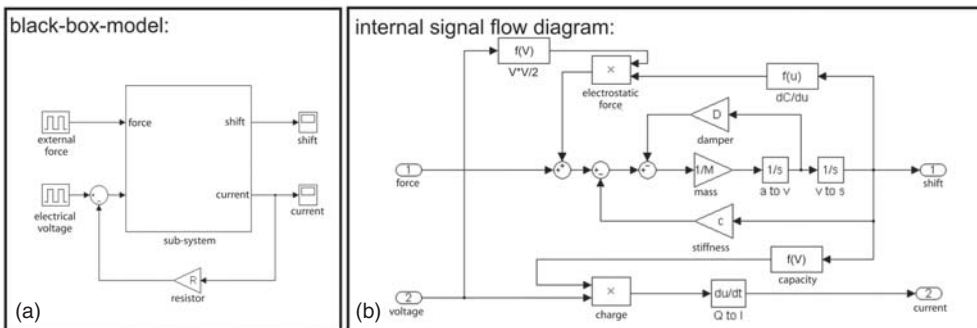 black-box-model:
force
shift
external
force
shift
electrical
voltage
current
current
sub-system
R
resistor
(a)
internal signal flow diagram:
f(V)
V*V/2
×
electrostatic
force
f(u)
dC/du
D
damper
1
force
1/M
mass
1/s
a to v
1/s
v to s
1
shift
c
stiffness
f(V)
capacity
2
voltage
×
charge
du/dt
Q to I
2
current
(b)